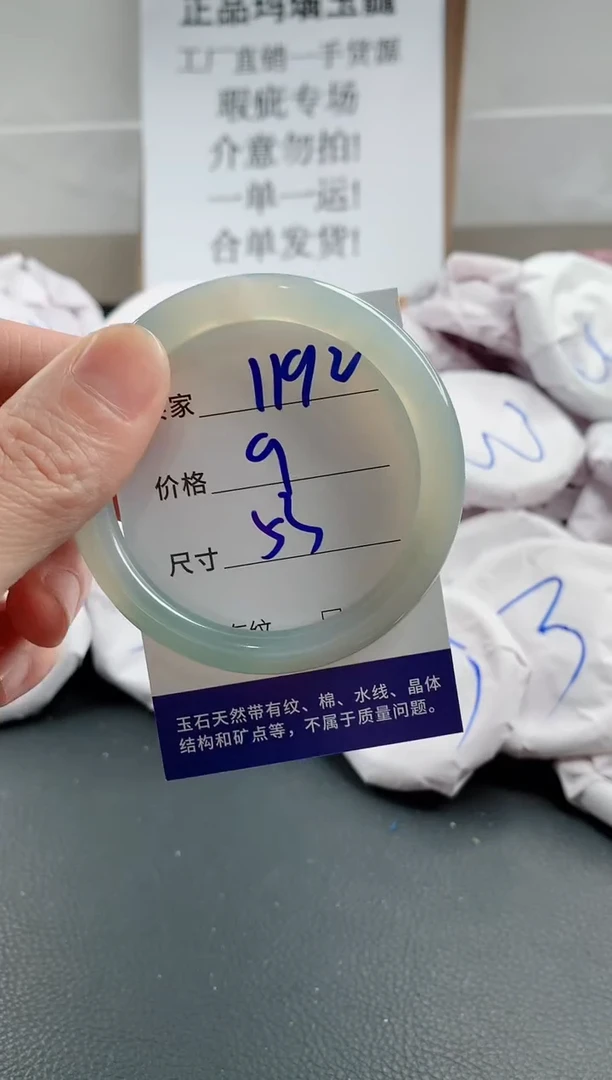 正品玛瑙玉镯
工厂直销一手货源
瑕疵专场
介意勿拍!
一单一运!
合单发货!
家 1192
价格 9
尺寸 55
纹
玉石天然带有纹、棉、水线、晶体
结构和矿点等，不属于质量问题。
3